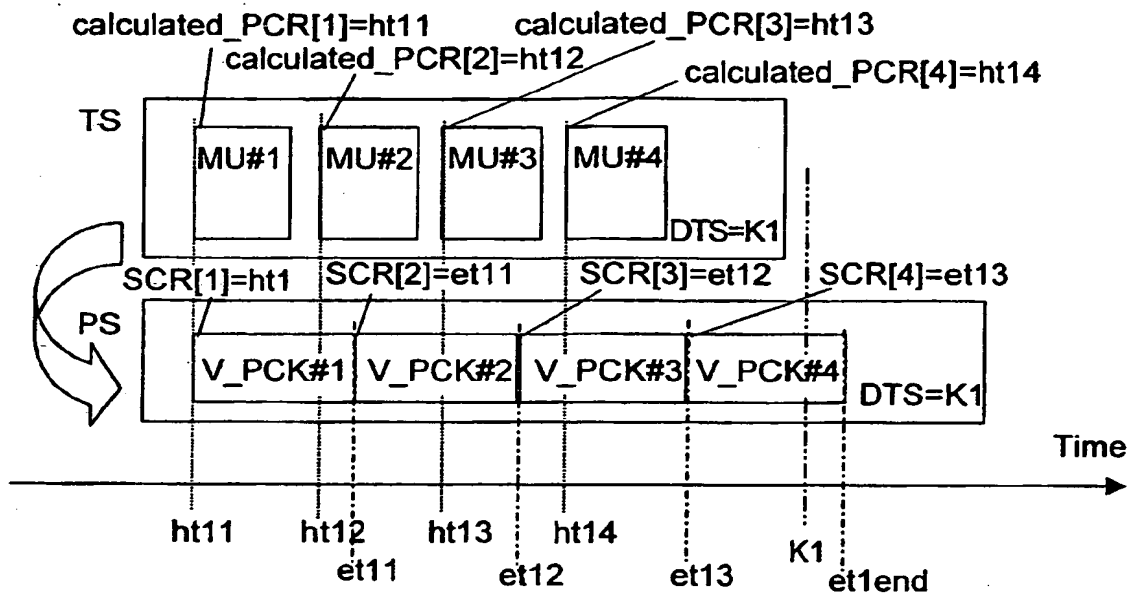 calculated_PCR[1]=ht11
calculated_PCR[3]=ht13
calculated_PCR[2]=ht12
calculated_PCR[4]=ht14
TS
MU#1
MU#2
MU#3
MU#4
DTS=K1
SCR[1]=ht1
SCR[2]=et11
SCR[3]=et12
SCR[4]=et13
PS
V_PCK#1
V_PCK#2
V_PCK#3
V_PCK#4
DTS=K1
Time
ht11
ht12
ht13
ht14
K1
et11
et12
et13
et1end